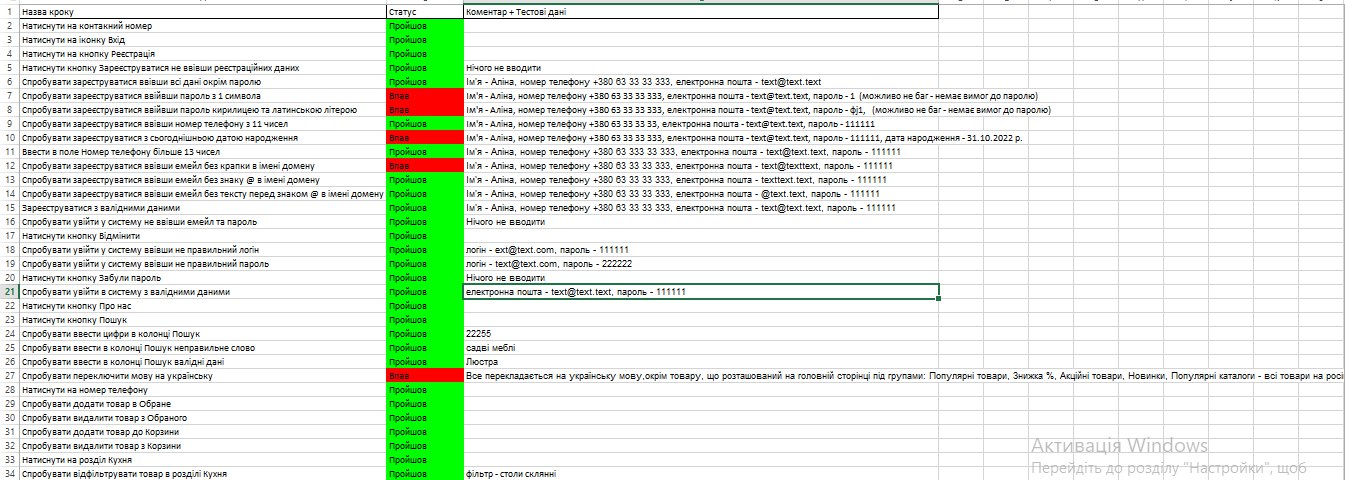 1 Назва кроку Статус Коментар + Тестові дані
2 Натиснути на контакний номер Пройшов
3 Натиснути на іконку Вхід Пройшов
4 Натиснути на кнопку Реєстрація Пройшов
5 Натиснути кнопку Зареєструватися не ввівши реєстраційних даних Пройшов Нічого не вводити
6 Спробувати зареєструватися ввівши всі дані окрім паролю Пройшов Ім'я - Аліна, номер телефону +380 63 33 33 333, електронна пошта - text@text.text
7 Спробувати зареєструватися ввійвши пароль з 1 символа Впав Ім'я - Аліна, номер телефону +380 63 33 33 333, електронна пошта - text@text.text, пароль - 1 (можливо не баг - немає вимог до паролю)
8 Спробувати зареєструватися ввійвши пароль кирилицею та латинською літерою Впав Ім'я - Аліна, номер телефону +380 63 33 33 333, електронна пошта - text@text.text, пароль - фj1, (можливо не баг - немає вимог до паролю)
9 Спробувати зареєструватися ввівши номер телефону з 11 чисел Пройшов Ім'я - Аліна, номер телефону +380 63 33 33 33, електронна пошта - text@text.text, пароль - 111111
10 Спробувати зареєструватися з сьогоднішньою датою народження Впав Ім'я - Аліна, номер телефону +380 63 33 33 333, електронна пошта - text@text.text, пароль - 111111, дата народження - 31.10.2022 р.
11 Ввести в поле Номер телефону більше 13 чисел Пройшов Ім'я - Аліна, номер телефону +380 63 333 33 333, електронна пошта - text@text.text, пароль - 111111
12 Спробувати зареєструватися ввівши емейл без крапки в імені домену Впав Ім'я - Аліна, номер телефону +380 63 33 33 333, електронна пошта - text@texttext, пароль - 111111
13 Спробувати зареєструватися ввівши емейл без знаку @ в імені домену Пройшов Ім'я - Аліна, номер телефону +380 63 33 33 333, електронна пошта - texttext.text, пароль - 111111
14 Спробувати зареєструватися ввівши емейл без тексту перед знаком @ в імені домену Пройшов Ім'я - Аліна, номер телефону +380 63 33 33 333, електронна пошта - @text.text, пароль - 111111
15 Зареєструватися з валідними даними Пройшов Ім'я - Аліна, номер телефону +380 63 33 33 333, електронна пошта - text@text.text, пароль - 111111
16 Спробувати увійти у систему не ввівши емейл та пароль Пройшов Нічого не вводити
17 Натиснути кнопку Відмінити Пройшов
18 Спробувати увійти у систему ввівши не правильний логін Пройшов логін - ext@text.com, пароль - 111111
19 Спробувати увійти у систему ввівши не правильний пароль Пройшов логін - text@text.com, пароль - 222222
20 Натиснути кнопку Забули пароль Пройшов Нічого не вводити
21 Спробувати увійти в систему з валідними даними Пройшов електронна пошта - text@text.text, пароль - 111111
22 Натиснути кнопку Про нас Пройшов
23 Натиснути кнопку Пошук Пройшов
24 Спробувати ввести цифри в колонці Пошук Пройшов 22255
25 Спробувати ввести в колонці Пошук неправильне слово Пройшов садві меблі
26 Спробувати ввести в колонці Пошук валідні дані Пройшов Люстра
27 Спробувати переключити мову на українську Впав Все перекладається на українську мову,окрім товару, що розташований на головній сторінці під групами: Популярні товари, Знижка %, Акційні товари, Новинки, Популярні каталоги - всі товари на росі
28 Натиснути на номер телефону Пройшов
29 Спробувати додати товар в Обране Пройшов
30 Спробувати видалити товар з Обраного Пройшов
31 Спробувати додати товар до Корзини Пройшов
32 Спробувати видалити товар з Корзини Пройшов
33 Натиснути на розділ Кухня Пройшов
34 Спробувати відфільтрувати товар в розділі Кухня Пройшов фільтр - столи склянні
Активація Windows
Перейдіть до розділу "Настройки", щоб